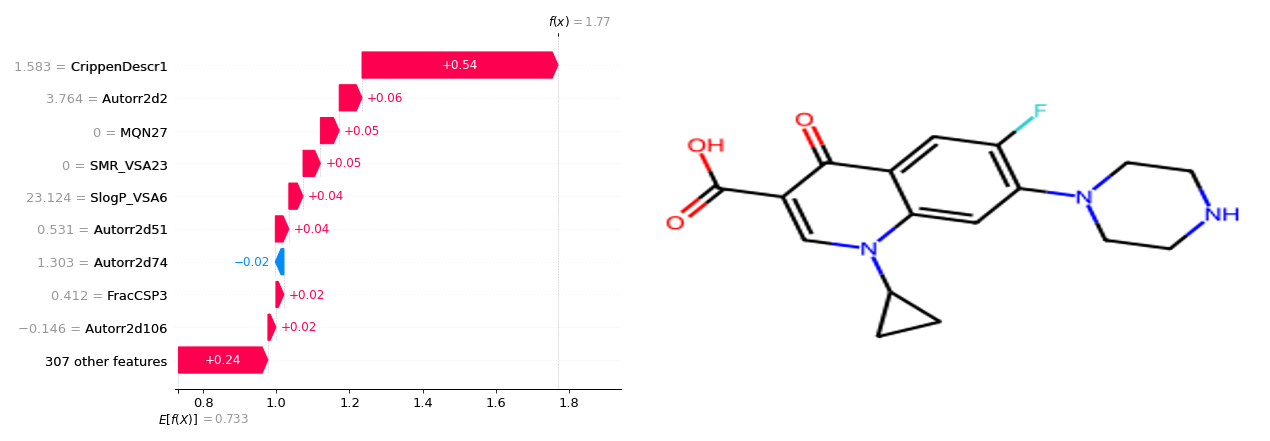 f(x) = 1.77
1.583 = CrippenDescr1
+0.54
3.764 = Autorr2d2
+0.06
0 = MQN27
+0.05
0 = SMR_VSA23
+0.05
23.124 = SlogP_VSA6
+0.04
0.531 = Autorr2d51
+0.04
1.303 = Autorr2d74
−0.02
0.412 = FracCSP3
+0.02
−0.146 = Autorr2d106
+0.02
307 other features
+0.24
0.8 1.0 1.2 1.4 1.6 1.8
E[f(X)] = 0.733
F
O
OH
O
N
NH
N